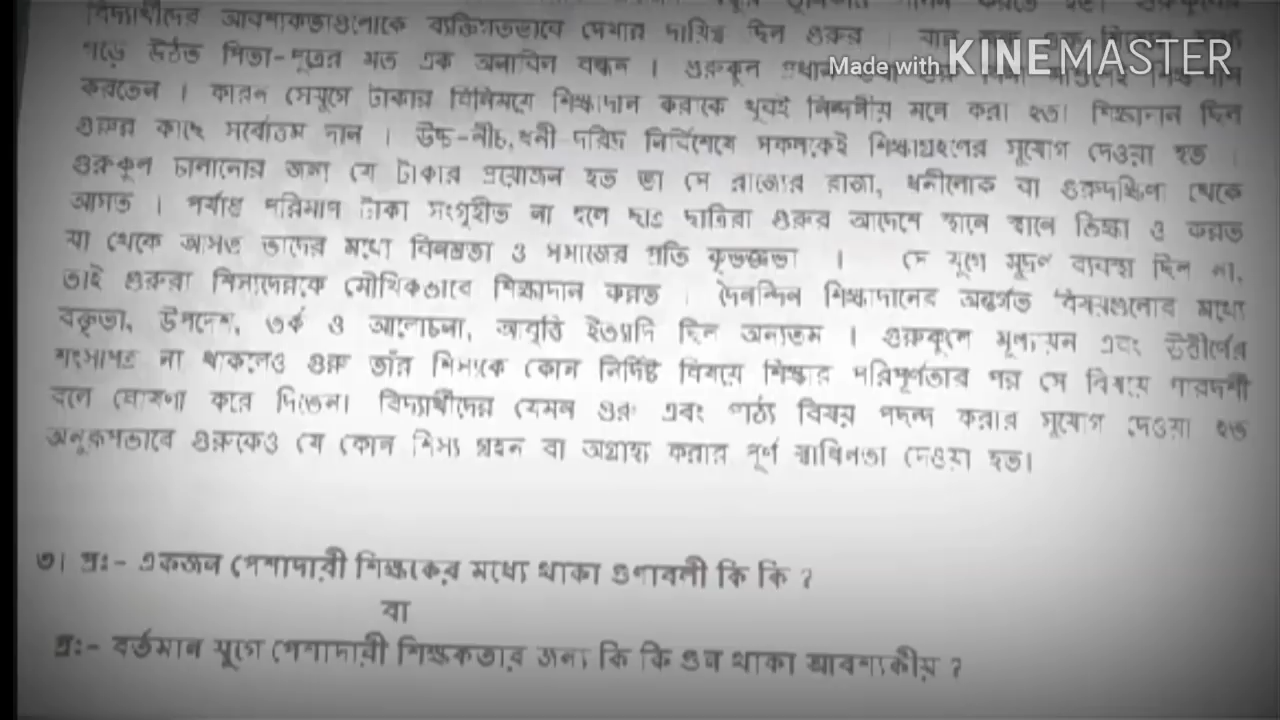 বিদ্যার্থীদের আবশ্যকতাগুলোকে ব্যক্তিগতভাবে দেখার দায়িত্ব ছিল গুরুর ।
গড়ে উঠত পিতা-পুত্রের মত এক অনাবিল বন্ধন । গুরুকুল প্রধান
Made with KINEMASTER
করতেন । কারন সেযুগে টাকার বিনিময়ে শিক্ষাদান করাকে খুবই নিন্দনীয় মনে করা হত। শিক্ষাদান ছিল
গুরুর কাছে সর্বোত্তম দান । উচ্চ-নীচ, ধনী দরিদ্র নির্বিশেষে সকলকেই শিক্ষাগ্রহণের সুযোগ দেওয়া হত ।
গুরুকুল চালানোর জন্য যে টাকার প্রয়োজন হত তা সে রাজ্যের রাজা, ধনীলোক বা গুরুদক্ষিণা থেকে
আসত । পর্যাপ্ত পরিমাণ টাকা সংগৃহীত না হলে ছাত্র ছাত্রীরা গুরুর আদেশে স্থানে স্থানে ভিক্ষা ও করত
যা থেকে আসত তাদের মধ্যে বিনম্রতা ও সমাজের প্রতি কৃতজ্ঞতা । সে যুগে মুদ্রণ ব্যবস্থা ছিল না,
তাই গুরুরা শিষ্যদেরকে মৌখিকভাবে শিক্ষাদান করত । দৈনন্দিন শিক্ষাদানের অন্তর্গত বিষয়গুলোর মধ্যে
বক্তৃতা, উপদেশ, তর্ক ও আলোচনা, আবৃত্তি ইত্যাদি ছিল অন্যতম । গুরুকুলে মূল্যায়ন এবং উত্তীর্ণের
শংসাপত্র না থাকলেও গুরু তাঁর শিষ্যকে কোন নির্দিষ্ট বিষয়ে শিক্ষার পরিপূর্ণতার পর সে বিষয়ে পারদর্শী
বলে ঘোষণা করে দিতেন। বিদ্যার্থীদের যেমন গুরু এবং পাঠ্য বিষয় পছন্দ করার সুযোগ দেওয়া হত
অনুরূপভাবে গুরুকেও যে কোন শিষ্য গ্রহন বা অগ্রাহ্য করার পূর্ণ স্বাধিনতা দেওয়া হত।
৩। প্র:- একজন পেশাদারী শিক্ষকের মধ্যে থাকা গুণাবলী কি কি ?
বা
প্র:- বর্তমান যুগে পেশাদারী শিক্ষকতার জন্য কি কি গুন থাকা আবশ্যকীয় ?